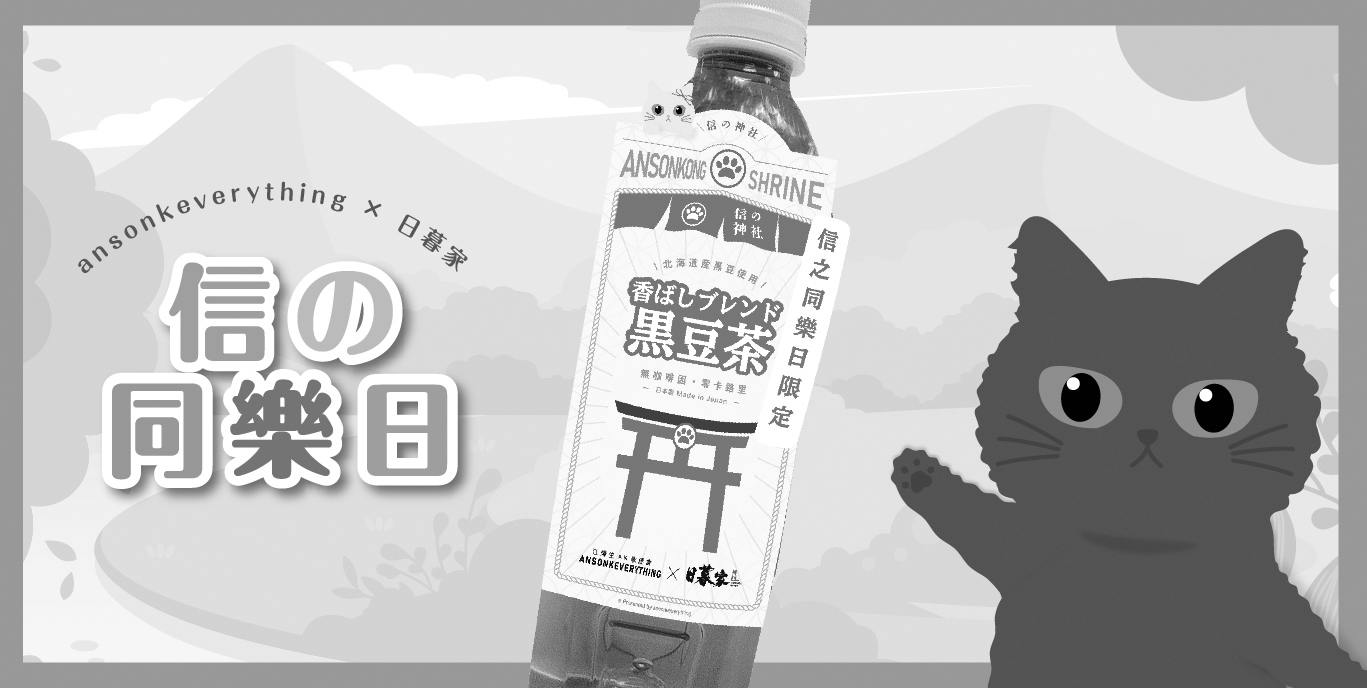 ansonkeverything × 日暮家
信の
同樂日
信の神社
ANSONKONG SHRINE
信の
神社
北海道産黒豆使用
香ばしブレンド
黒豆茶
無咖啡因・零卡路里
日本製 Made in Japan
信之同樂日限定
ANSONKEVERYTHING × 日暮家